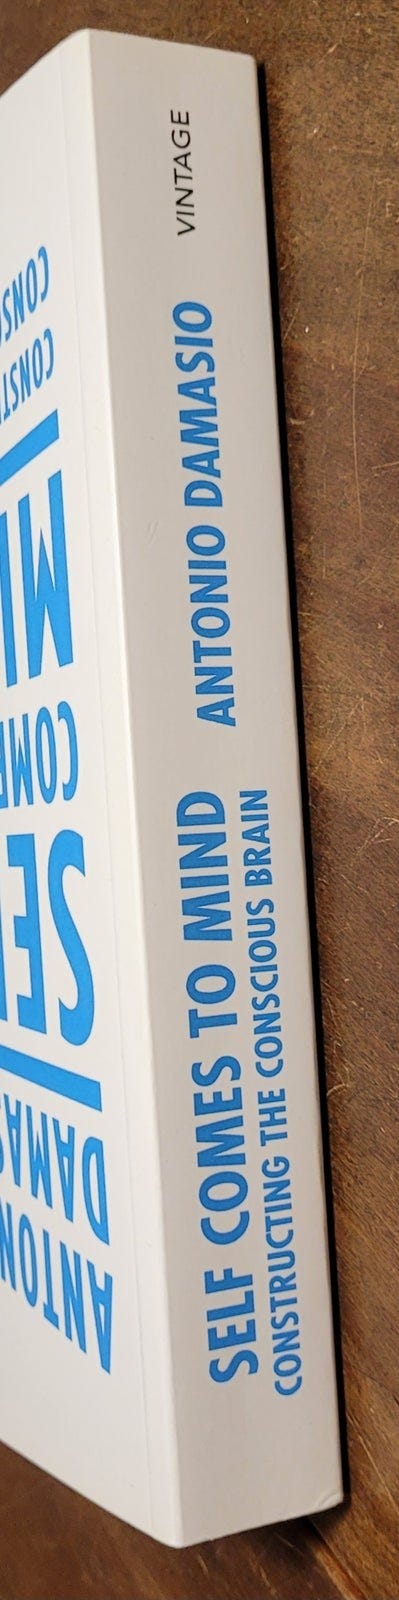 SELF COMES TO MIND
CONSTRUCTING THE CONSCIOUS BRAIN
ANTONIO DAMASIO
VINTAGE